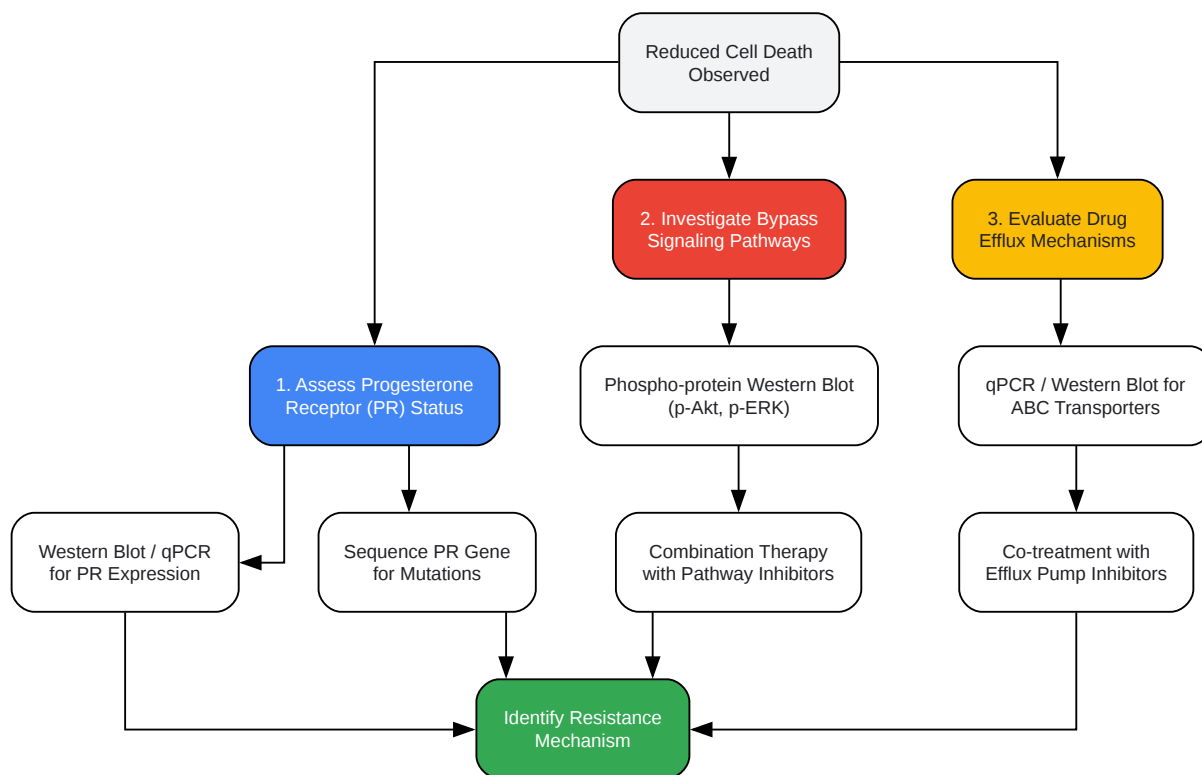 Reduced Cell Death
Observed
2. Investigate Bypass
Signaling Pathways
3. Evaluate Drug
Efflux Mechanisms
1. Assess Progesterone
Receptor (PR) Status
Phospho-protein Western Blot
(p-Akt, p-ERK)
qPCR / Western Blot for
ABC Transporters
Western Blot / qPCR
for PR Expression
Sequence PR Gene
for Mutations
Combination Therapy
with Pathway Inhibitors
Co-treatment with
Efflux Pump Inhibitors
Identify Resistance
Mechanism